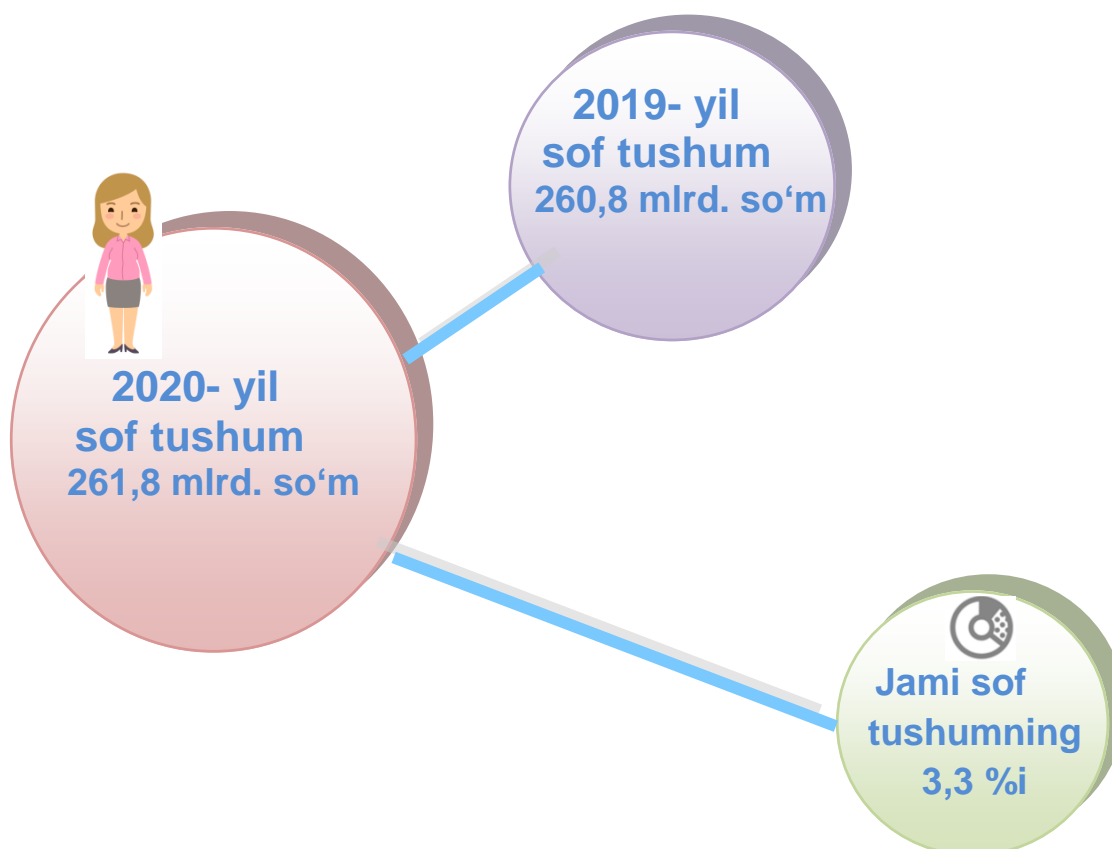 2019- yil
sof tushum
260,8 mlrd. so‘m
2020- yil
sof tushum
261,8 mlrd. so‘m
Jami sof
tushumning
3,3 %i